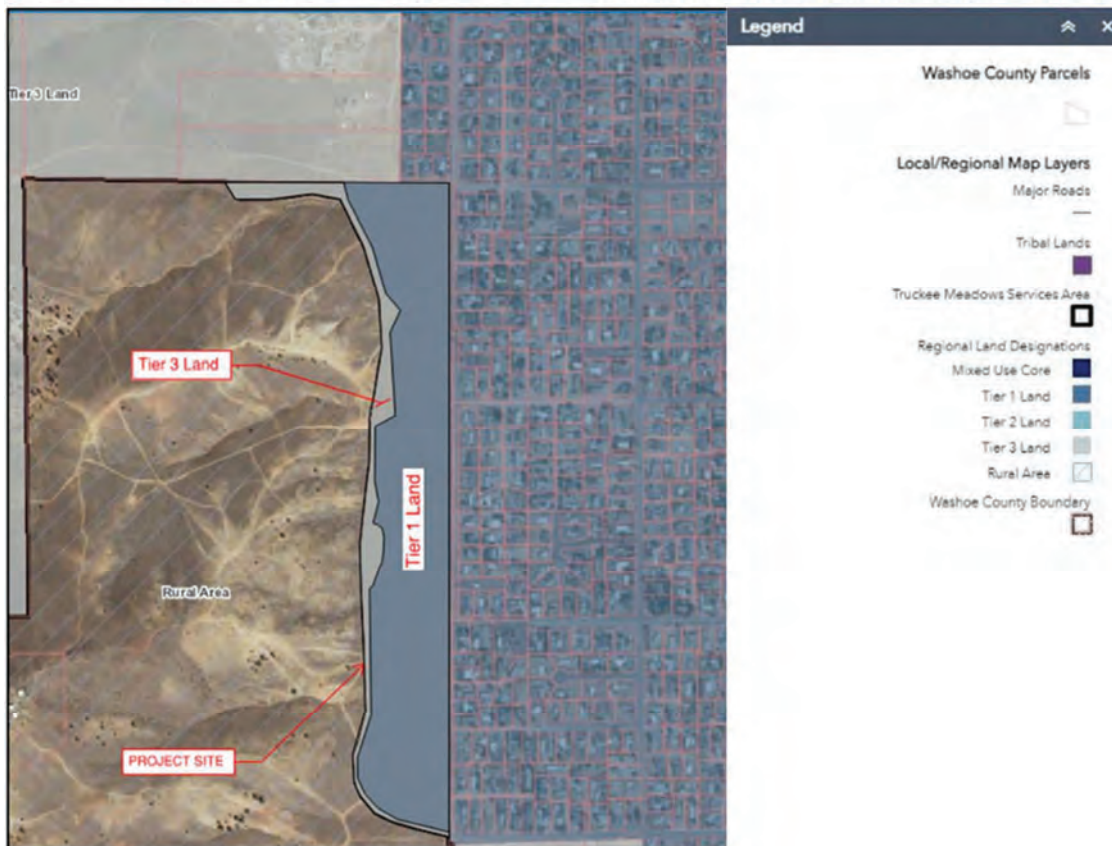 Tier 3 Land
Tier 3 Land
Tier 1 Land
Rural Area
PROJECT SITE
Legend
Washoe County Parcels
Local/Regional Map Layers
Major Roads
Tribal Lands
Truckee Meadows Services Area
Regional Land Designations
Mixed Use Core
Tier 1 Land
Tier 2 Land
Tier 3 Land
Rural Area
Washoe County Boundary